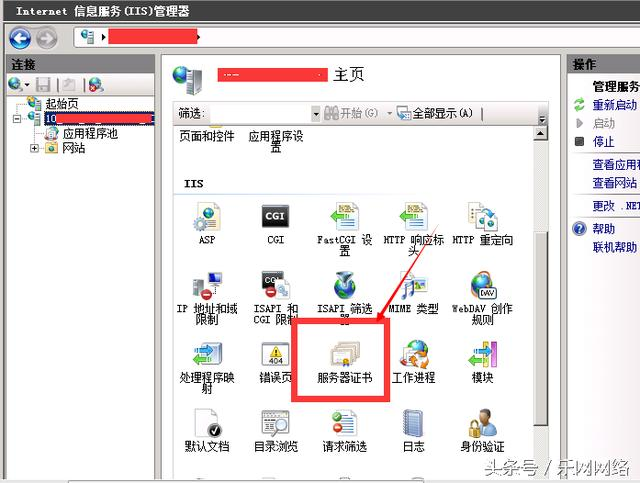 Internet 信息服务(IIS)管理器
连接
起始页
10
应用程序池
网站
主页
筛选:
开始(G)
全部显示(A)
页面和控件
应用程序设置
IIS
ASP
CGI
FastCGI 设置
HTTP 响应标头
HTTP 重定向
IP 地址和域限制
ISAPI 和 CGI 限制
ISAPI 筛选器
MIME 类型
WebDAV 创作规则
处理程序映射
错误页
服务器证书
工作进程
模块
默认文档
目录浏览
请求筛选
日志
身份验证
操作
管理服务
重新启动
启动
停止
查看应用程
查看网站
更改 .NET
帮助
联机帮助
头条号 / 乐网网络